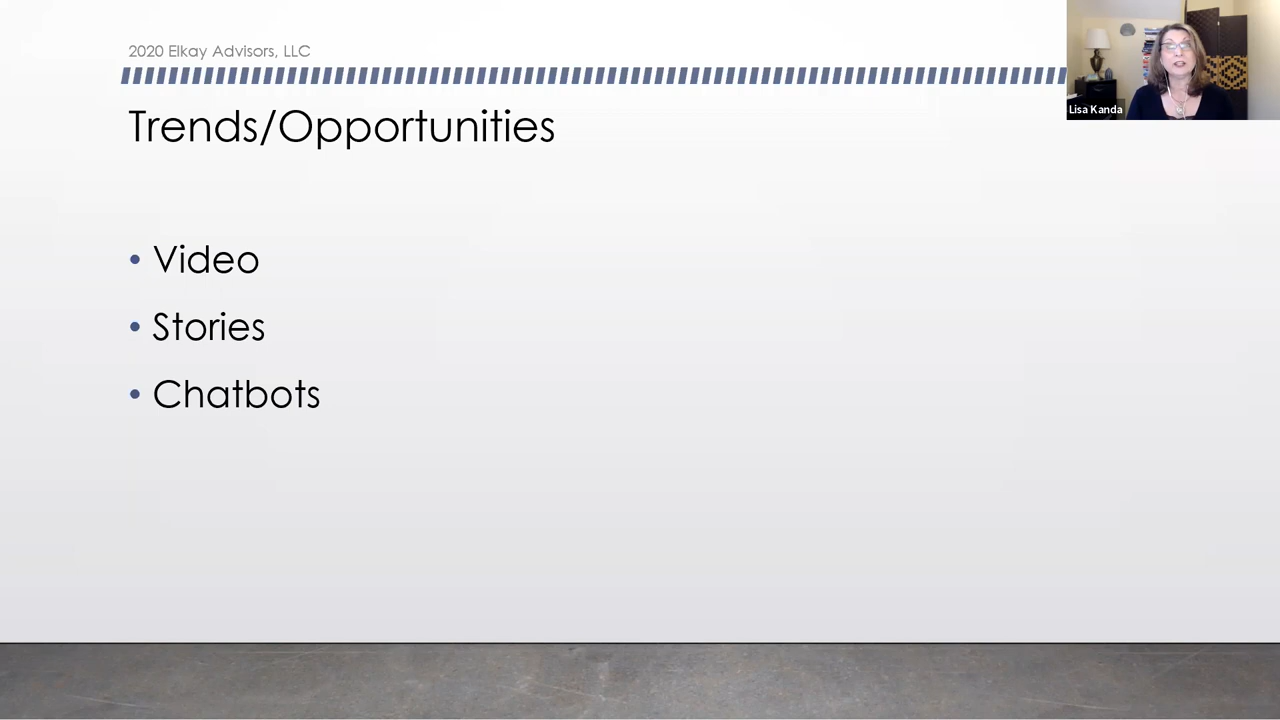 2020 Elkay Advisors, LLC
Lisa Kanda
Trends/Opportunities
• Video
• Stories
• Chatbots